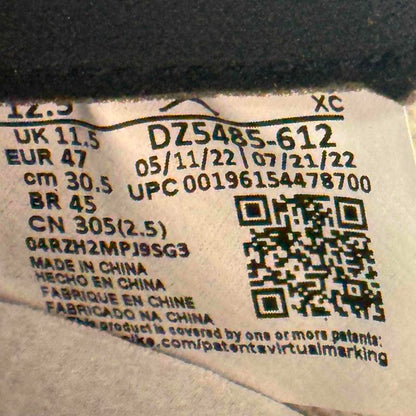 12.5 XC
UK 11.5 DZ5485-612
EUR 47 05/11/22 | 07/21/22
cm 30.5 UPC 00196154478700
BR 45
CN 305(2.5)
04RZH2MPJ9SG3
MADE IN CHINA
HECHO EN CHINA
FABRIQUE EN CHINE
FABRICADO NA CHINA
This product is covered by one or more patents:
nike.com/patentsvirtualmarking